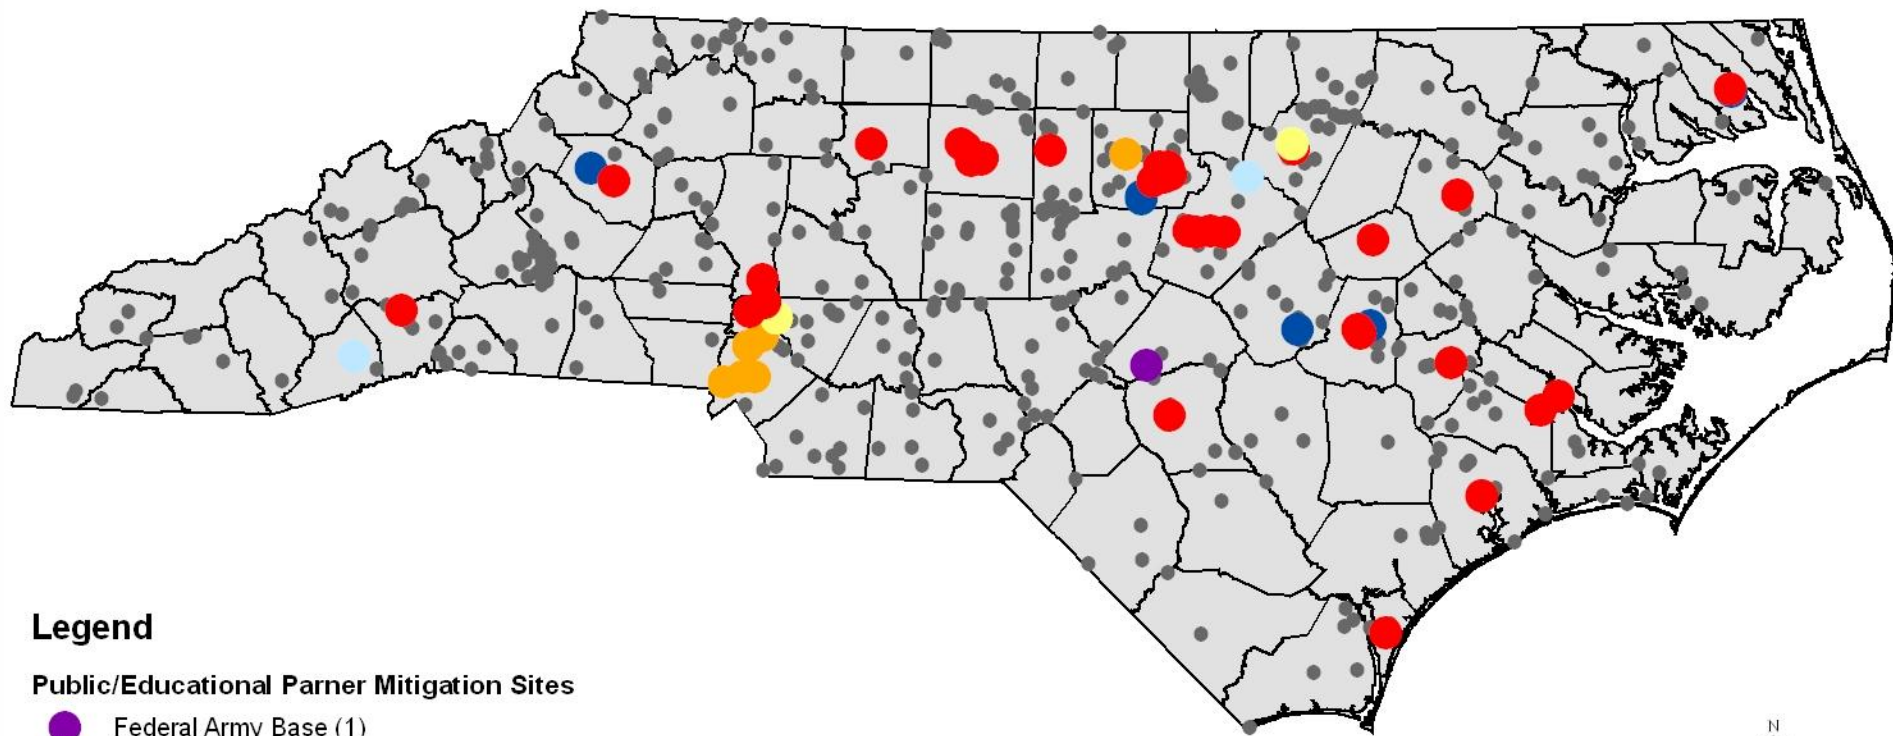 Legend
Public/Educational Parner Mitigation Sites
Federal Army Base (1)
N